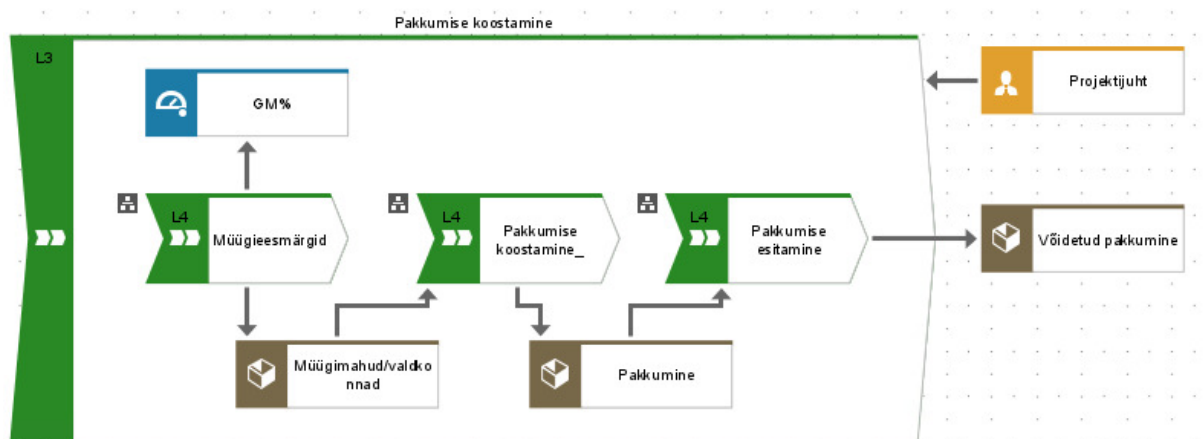 Pakkumise koostamine
L3
GM%
Projektijuht
L4
Müügieesmärgid
L4
Pakkumise
koostamine_
L4
Pakkumise
esitamine
Võidetud pakkumine
Müügimahud/valdko
nnad
Pakkumine